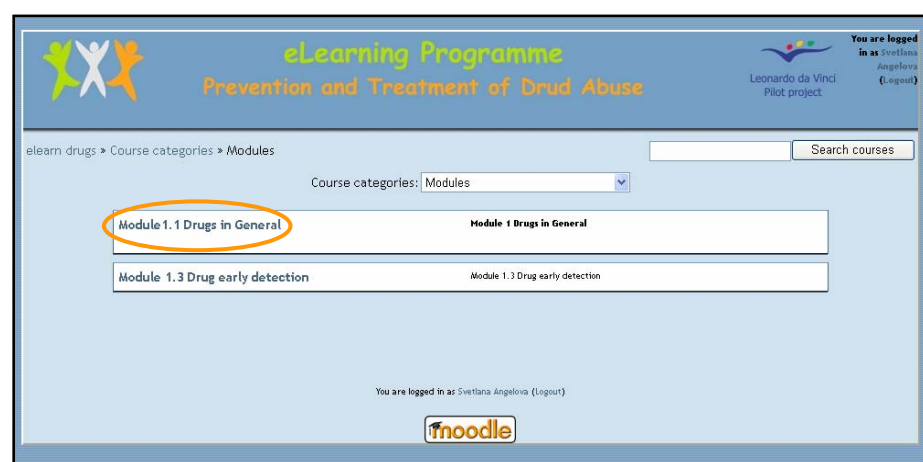 eLearning Programme
Prevention and Treatment of Drud Abuse
Leonardo da Vinci
Pilot project
You are logged
in as Svetlana
Angelova
(Logout)
elearn drugs » Course categories » Modules
Search courses
Course categories: Modules
Module1.1 Drugs in General
Module 1 Drugs in General
Module 1.3 Drug early detection
Module 1.3 Drug early detection
You are logged in as Svetlana Angelova (Logout)
moodle